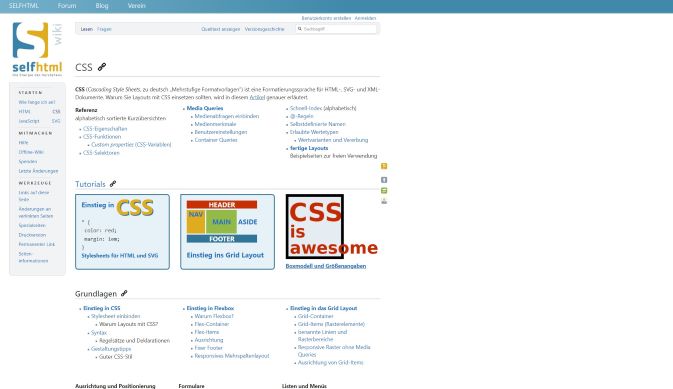 SELFHTML Forum Blog Verein
Benutzerkonto erstellen Anmelden
wiki
selfhtml
Lesen Fragen Quelltext anzeigen Versionsgeschichte
CSS
CSS (Cascading Style Sheets, zu deutsch „Mehrstufige Formatvorlagen“) ist eine Formatierungssprache für HTML-, SVG- und XML-
Dokumente. Warum Sie Layouts mit CSS einsetzen sollten, wird in diesem Artikel genauer erläutert.
Referenz
alphabetisch sortierte Kurzübersichten
CSS-Eigenschaften
CSS-Funktionen
Custom properties (CSS-Variablen)
CSS-Selektoren
Media Queries
Medienabfragen einbinden
Medienmerkmale
Benutzereinstellungen
Container Queries
Schnell-Index (alphabetisch)
@-Regeln
Selbstdefinierte Namen
Erlaubte Wertetypen
Wertvarianten und Vererbung
fertige Layouts
Beispielseiten zur freien Verwendung
STARTEN
Wie fange ich an?
HTML CSS
JavaScript SVG
MITMACHEN
Hilfe
Offline-Wiki
Spenden
Letzte Änderungen
WERKZEUGE
Links auf diese
Seite
Änderungen an
verlinkten Seiten
Spezialseiten
Druckversion
Permanenter Link
Seiten-
informationen
Tutorials
Einstieg in CSS
* {
color: red;
margin: 1em;
}
Stylesheets für HTML und SVG
HEADER
NAV MAIN ASIDE
FOOTER
Einstieg ins Grid Layout
CSS
is
awesome
Boxmodell und Größenangaben
Grundlagen
Einstieg in CSS
Stylesheet einbinden
Warum Layouts mit CSS?
Syntax
Regelsätze und Deklarationen
Gestaltungstipps
Guter CSS-Stil
Einstieg in Flexbox
Warum Flexbox?
Flex-Container
Flex-Items
Ausrichtung
Fixer Footer
Responsives Mehrspaltenlayout
Einstieg in das Grid Layout
Grid-Container
Grid-Items (Rasterelemente)
benannte Linien und
Rasterbereiche
Responsive Raster ohne Media
Queries
Ausrichtung von Grid-Items
Ausrichtung und Positionierung Formulare Listen und Menüs